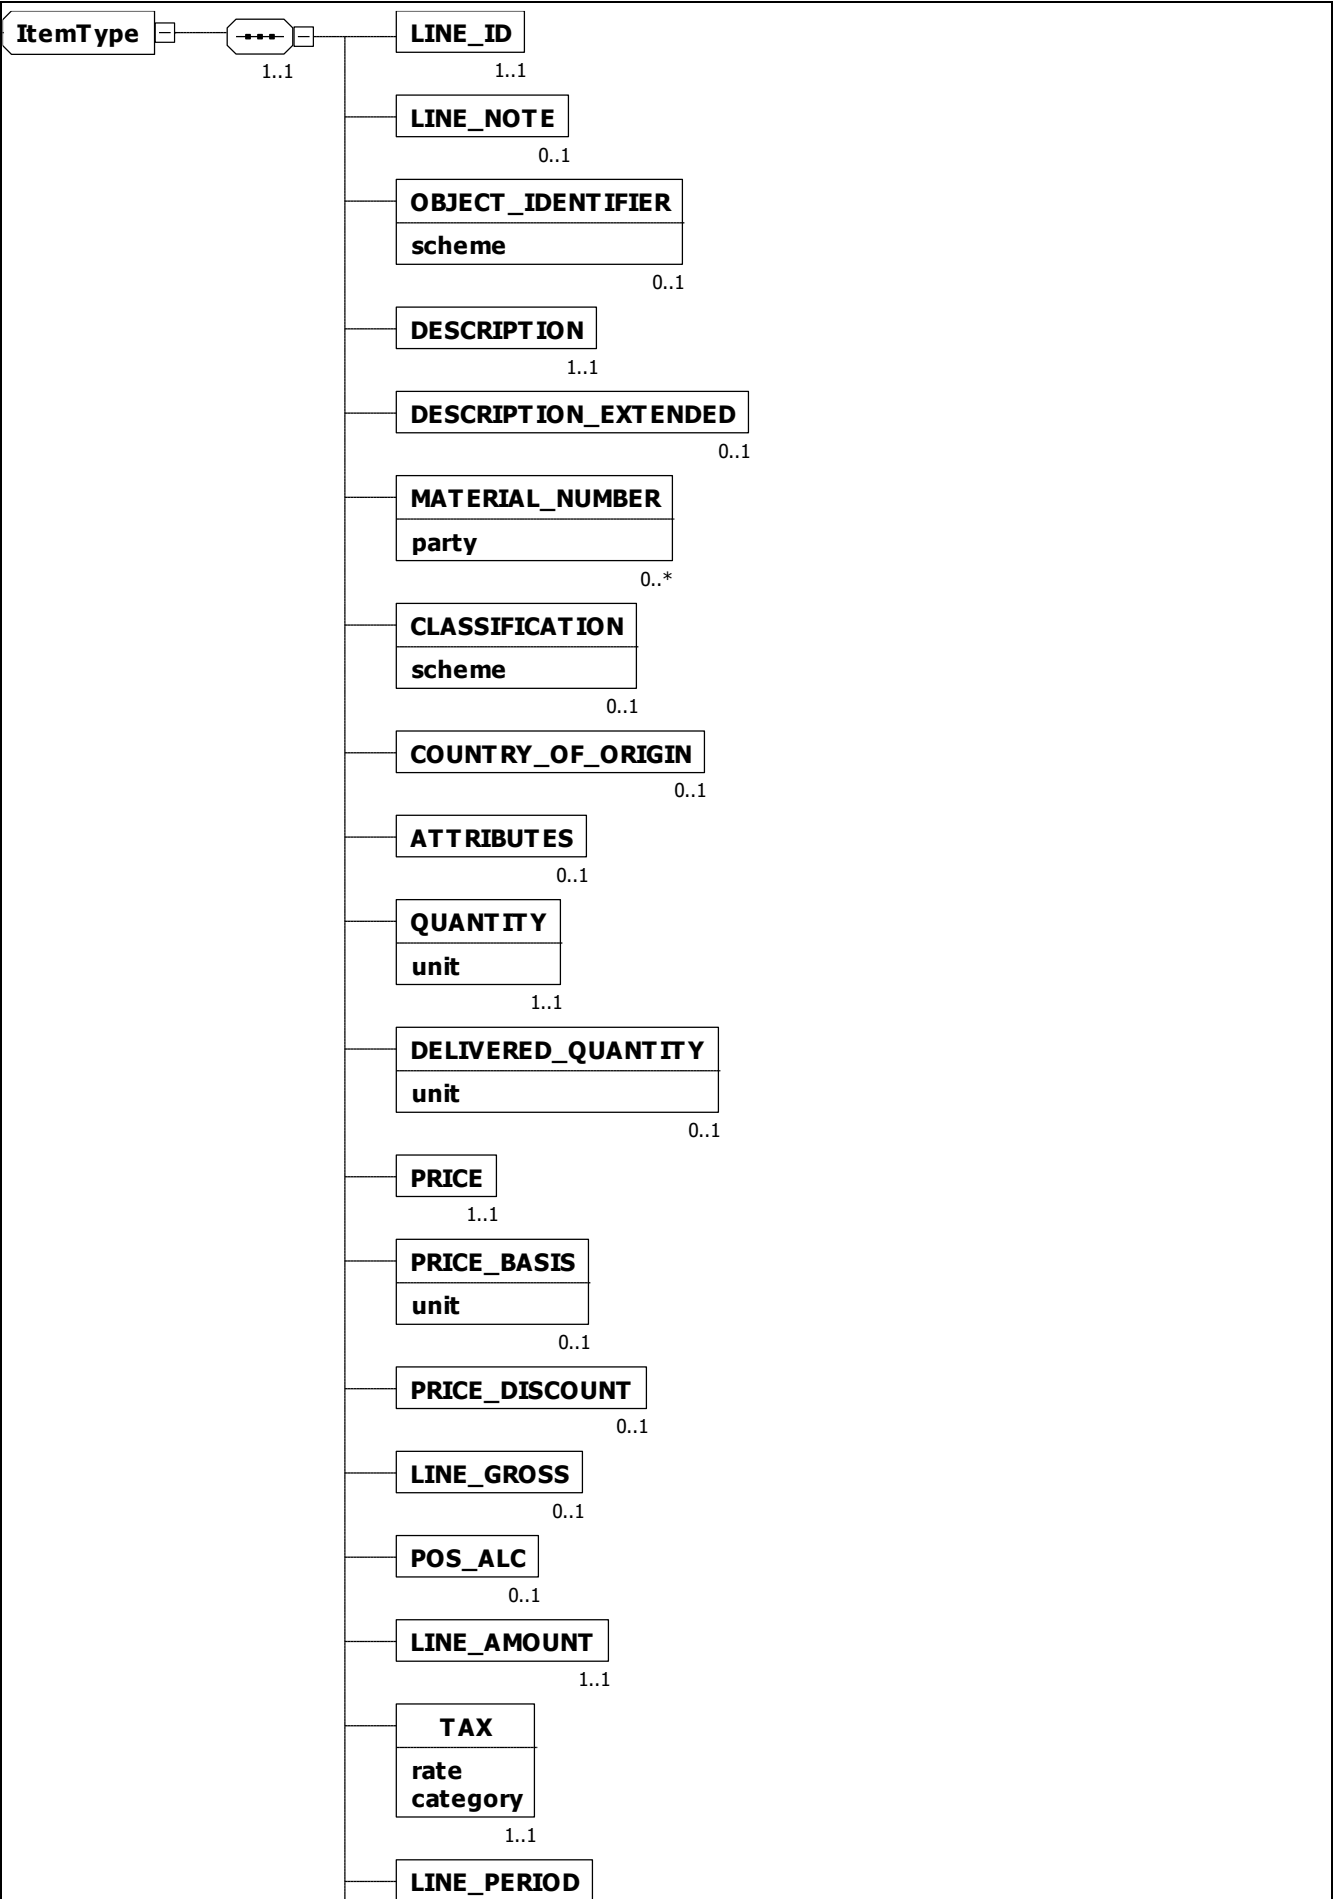 ItemType
1..1
LINE_ID
1..1
LINE_NOTE
0..1
OBJECT_IDENTIFIER
scheme
0..1
DESCRIPTION
1..1
DESCRIPTION_EXTENDED
0..1
MATERIAL_NUMBER
party
0..*
CLASSIFICATION
scheme
0..1
COUNTRY_OF_ORIGIN
0..1
ATTRIBUTES
0..1
QUANTITY
unit
1..1
DELIVERED_QUANTITY
unit
0..1
PRICE
1..1
PRICE_BASIS
unit
0..1
PRICE_DISCOUNT
0..1
LINE_GROSS
0..1
POS_ALC
0..1
LINE_AMOUNT
1..1
TAX
rate
category
1..1
LINE_PERIOD